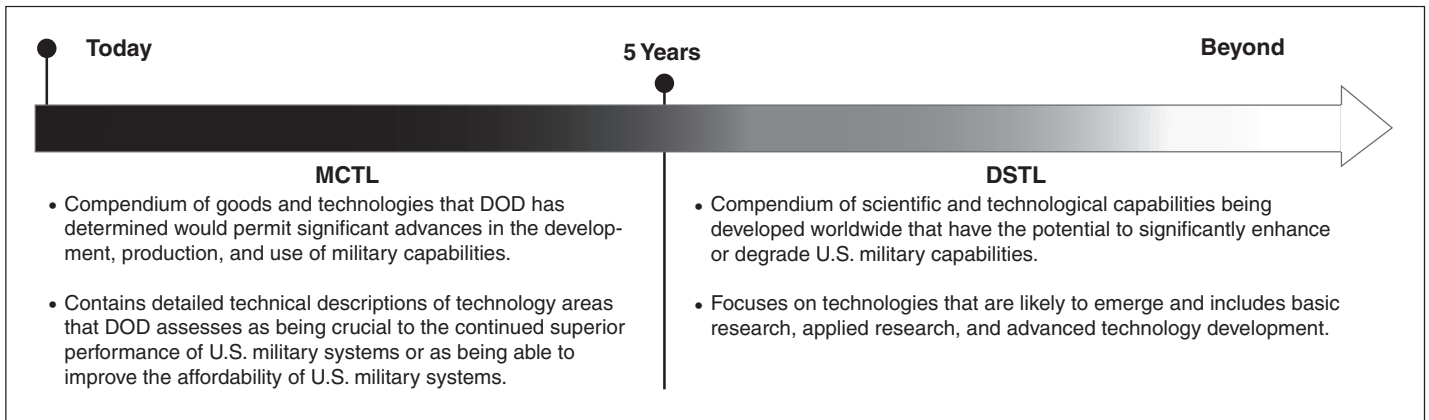 Today
5 Years
Beyond
MCTL
• Compendium of goods and technologies that DOD has
determined would permit significant advances in the develop-
ment, production, and use of military capabilities.
• Contains detailed technical descriptions of technology areas
that DOD assesses as being crucial to the continued superior
performance of U.S. military systems or as being able to
improve the affordability of U.S. military systems.
DSTL
• Compendium of scientific and technological capabilities being
developed worldwide that have the potential to significantly enhance
or degrade U.S. military capabilities.
• Focuses on technologies that are likely to emerge and includes basic
research, applied research, and advanced technology development.